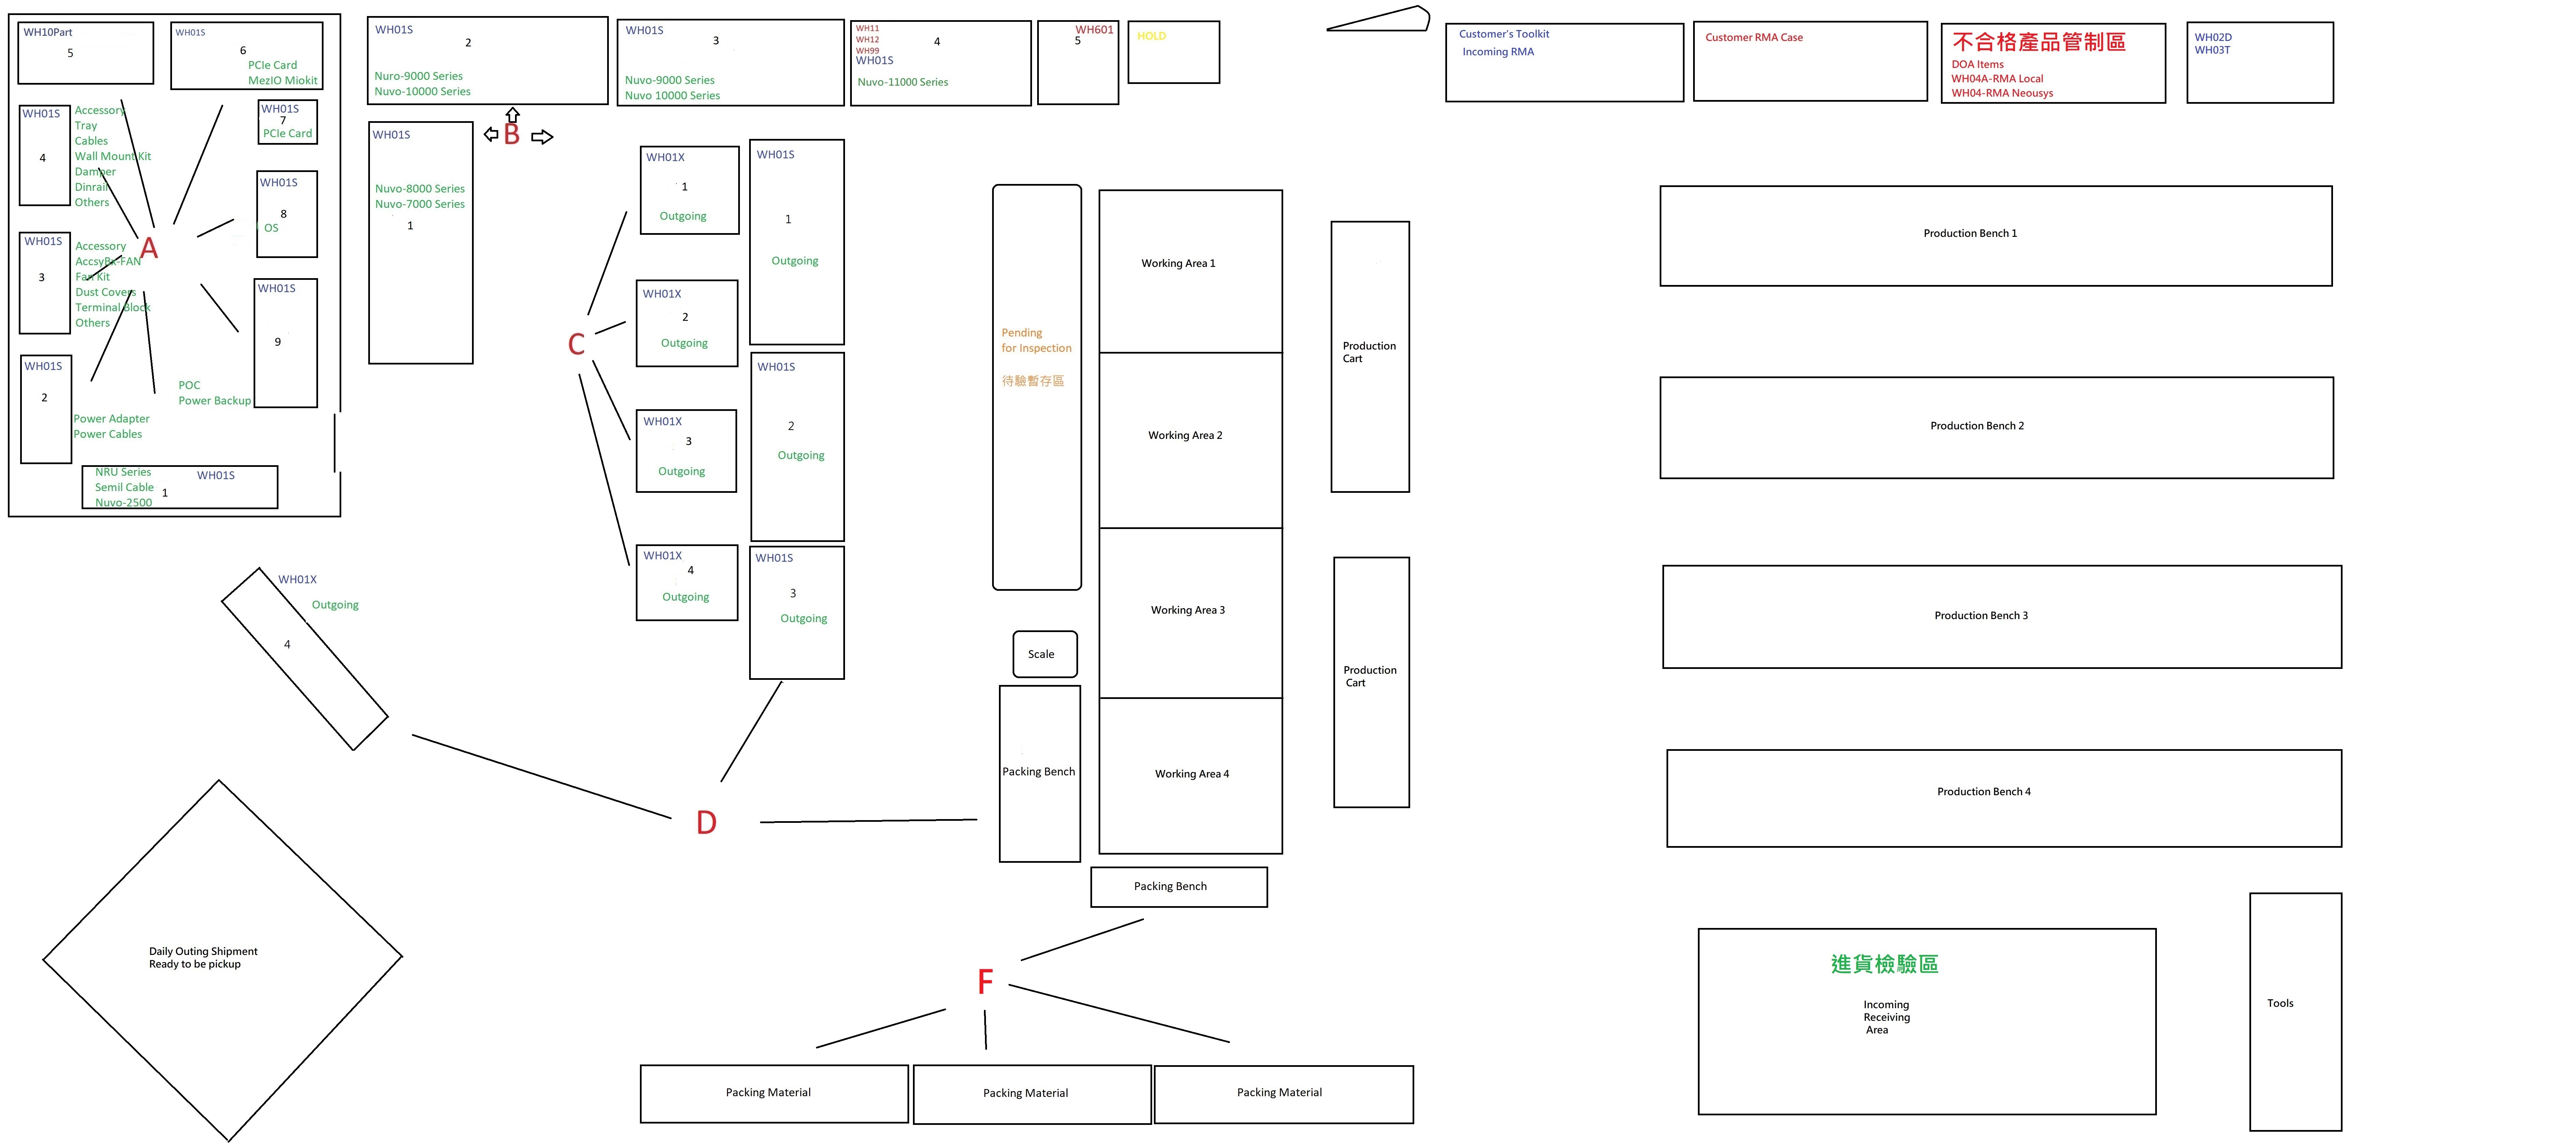 WH10Part
5
WH01S
6
PCIe Card
MezIO Miokit
WH01S
7
PCIe Card
WH01S
4
Accessory
Tray
Cables
Wall Mount Kit
Damper
Dinrail
Others
WH01S
8
OS
A
WH01S
3
Accessory
AccsyBx-FAN
Fan Kit
Dust Covers
Terminal Block
Others
WH01S
9
POC
Power Backup
WH01S
2
Power Adapter
Power Cables
NRU Series
Semil Cable
Nuvo-2500
1
WH01S
WH01S
2
Nuro-9000 Series
Nuvo-10000 Series
WH01S
3
Nuvo-9000 Series
Nuvo 10000 Series
WH11
WH12
WH99
WH01S
4
Nuvo-11000 Series
WH601
5
HOLD
B
WH01S
Nuvo-8000 Series
Nuvo-7000 Series
1
C
WH01X
1
Outgoing
WH01X
2
Outgoing
WH01X
3
Outgoing
WH01X
4
Outgoing
WH01S
1
Outgoing
WH01S
2
Outgoing
WH01S
3
Outgoing
WH01X
Outgoing
4
D
Daily Outing Shipment
Ready to be pickup
Pending
for Inspection
待驗暫存區
Scale
Packing Bench
Working Area 1
Working Area 2
Working Area 3
Working Area 4
Packing Bench
F
Packing Material
Packing Material
Packing Material
Production
Cart
Production
Cart
Customer's Toolkit
Incoming RMA
Customer RMA Case
不合格產品管制區
DOA Items
WH04A-RMA Local
WH04-RMA Neousys
WH02D
WH03T
Production Bench 1
Production Bench 2
Production Bench 3
Production Bench 4
進貨檢驗區
Incoming
Receiving
Area
Tools